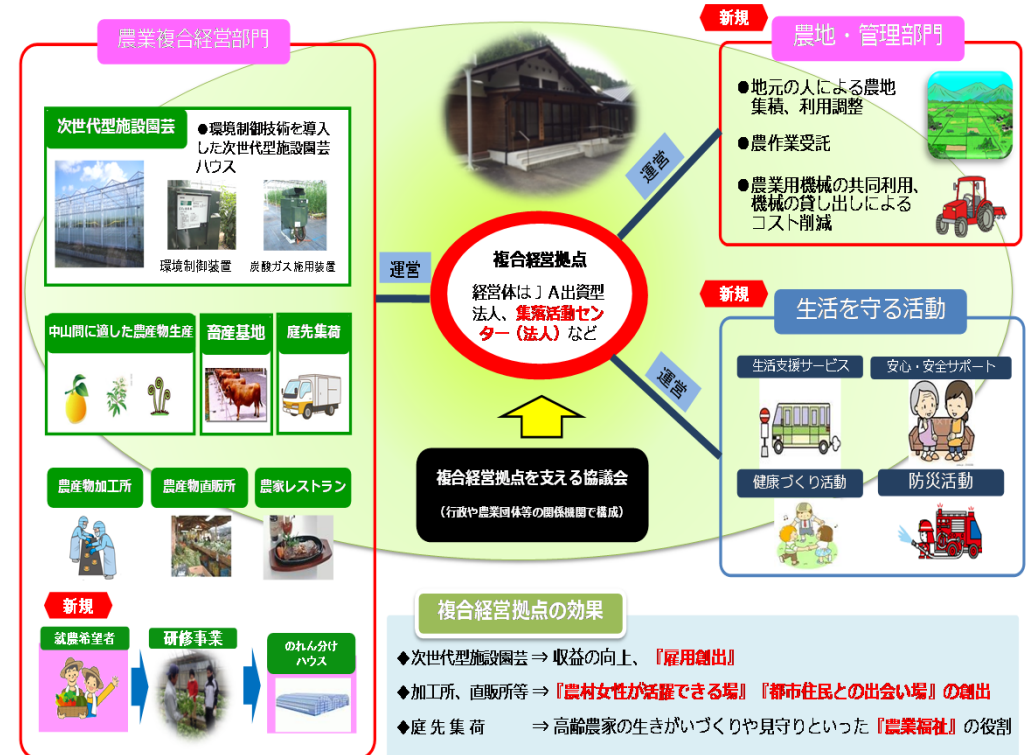 農業複合経営部門
次世代型施設園芸
●環境制御技術を導入
した次世代型施設園芸
ハウス
環境制御装置
炭酸ガス施用装置
中山間に適した農産物生産
畜産基地
庭先集荷
農産物加工所
農産物直販所
農家レストラン
新規
就農希望者
研修事業
のれん分け
ハウス
運営
複合経営拠点
経営体はJA出資型
法人、集落活動セン
ター（法人）など
複合経営拠点を支える協議会
（行政や農業団体等の関係機関で構成）
運営
新規
農地・管理部門
●地元の人による農地
集積、利用調整
●農作業受託
●農業用機械の共同利用、
機械の貸し出しによる
コスト削減
運営
新規
生活を守る活動
生活支援サービス
安心・安全サポート
健康づくり活動
防災活動
複合経営拠点の効果
◆次世代型施設園芸⇒ 収益の向上、『雇用創出』
◆加工所、直販所等 ⇒『農村女性が活躍できる場』『都市住民との出会い場』の創出
◆庭先集荷 ⇒ 高齢農家の生きがいづくりや見守りといった『農業福祉』の役割